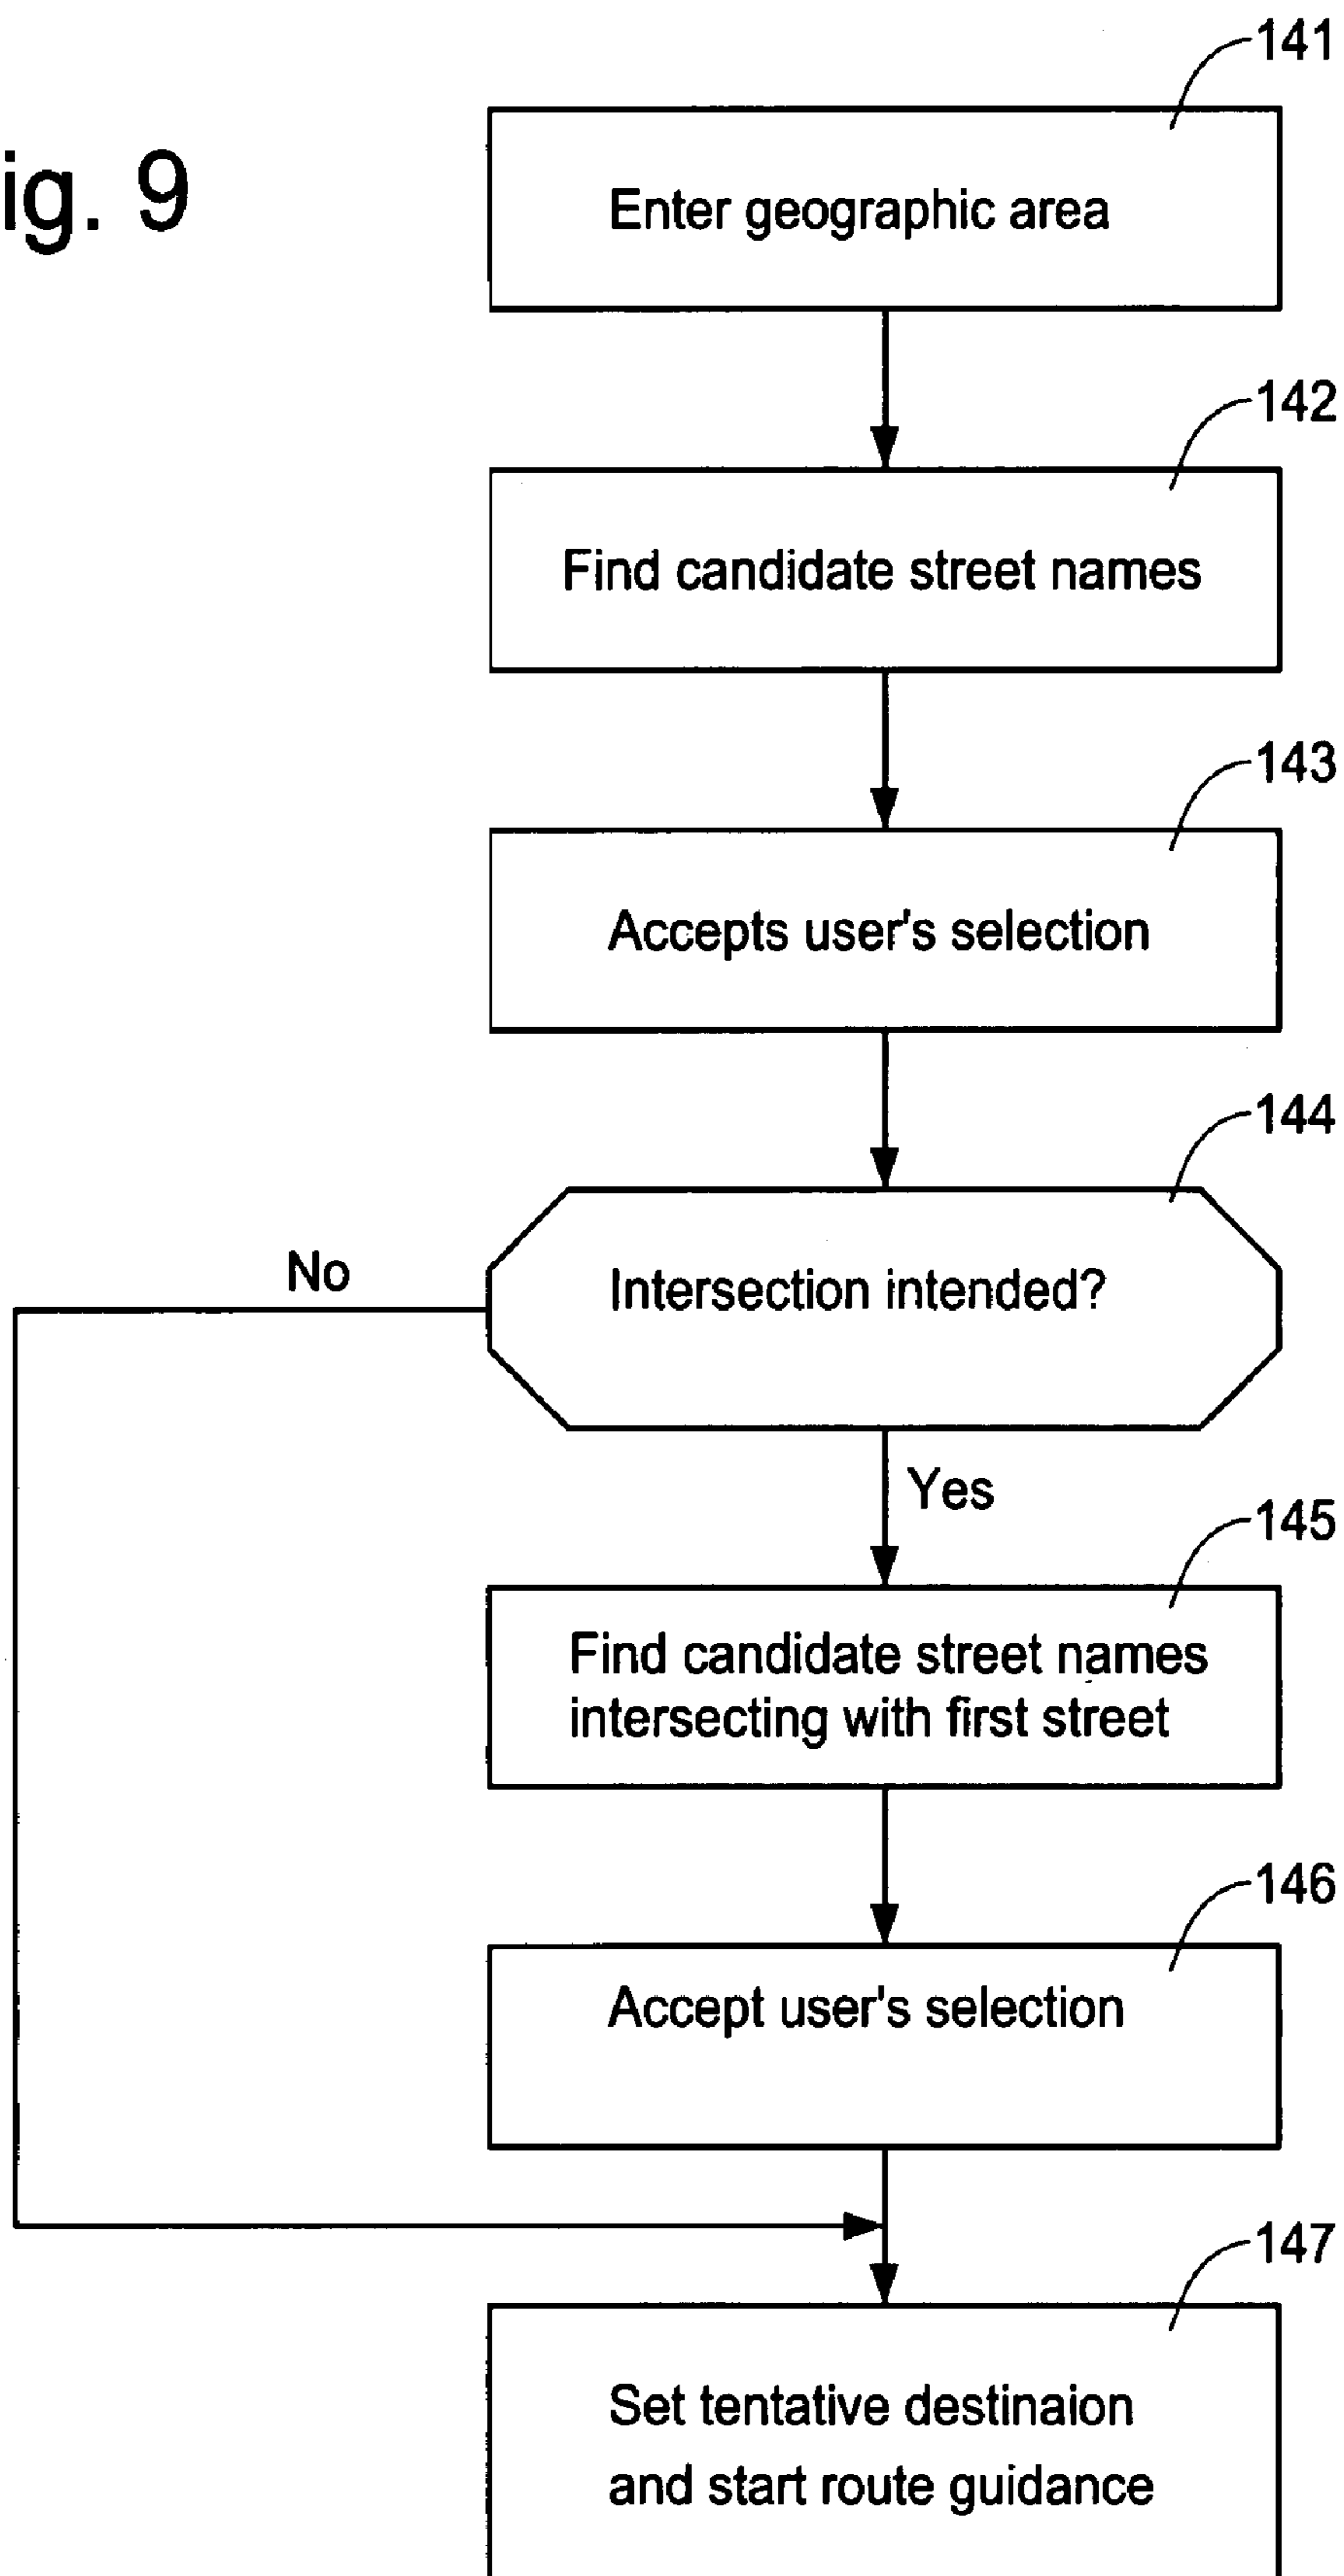 ig. 9
141
Enter geographic area
142
Find candidate street names
143
Accepts user's selection
144
Intersection intended?
No
Yes
145
Find candidate street names
intersecting with first street
146
Accept user's selection
147
Set tentative destinaion
and start route guidance